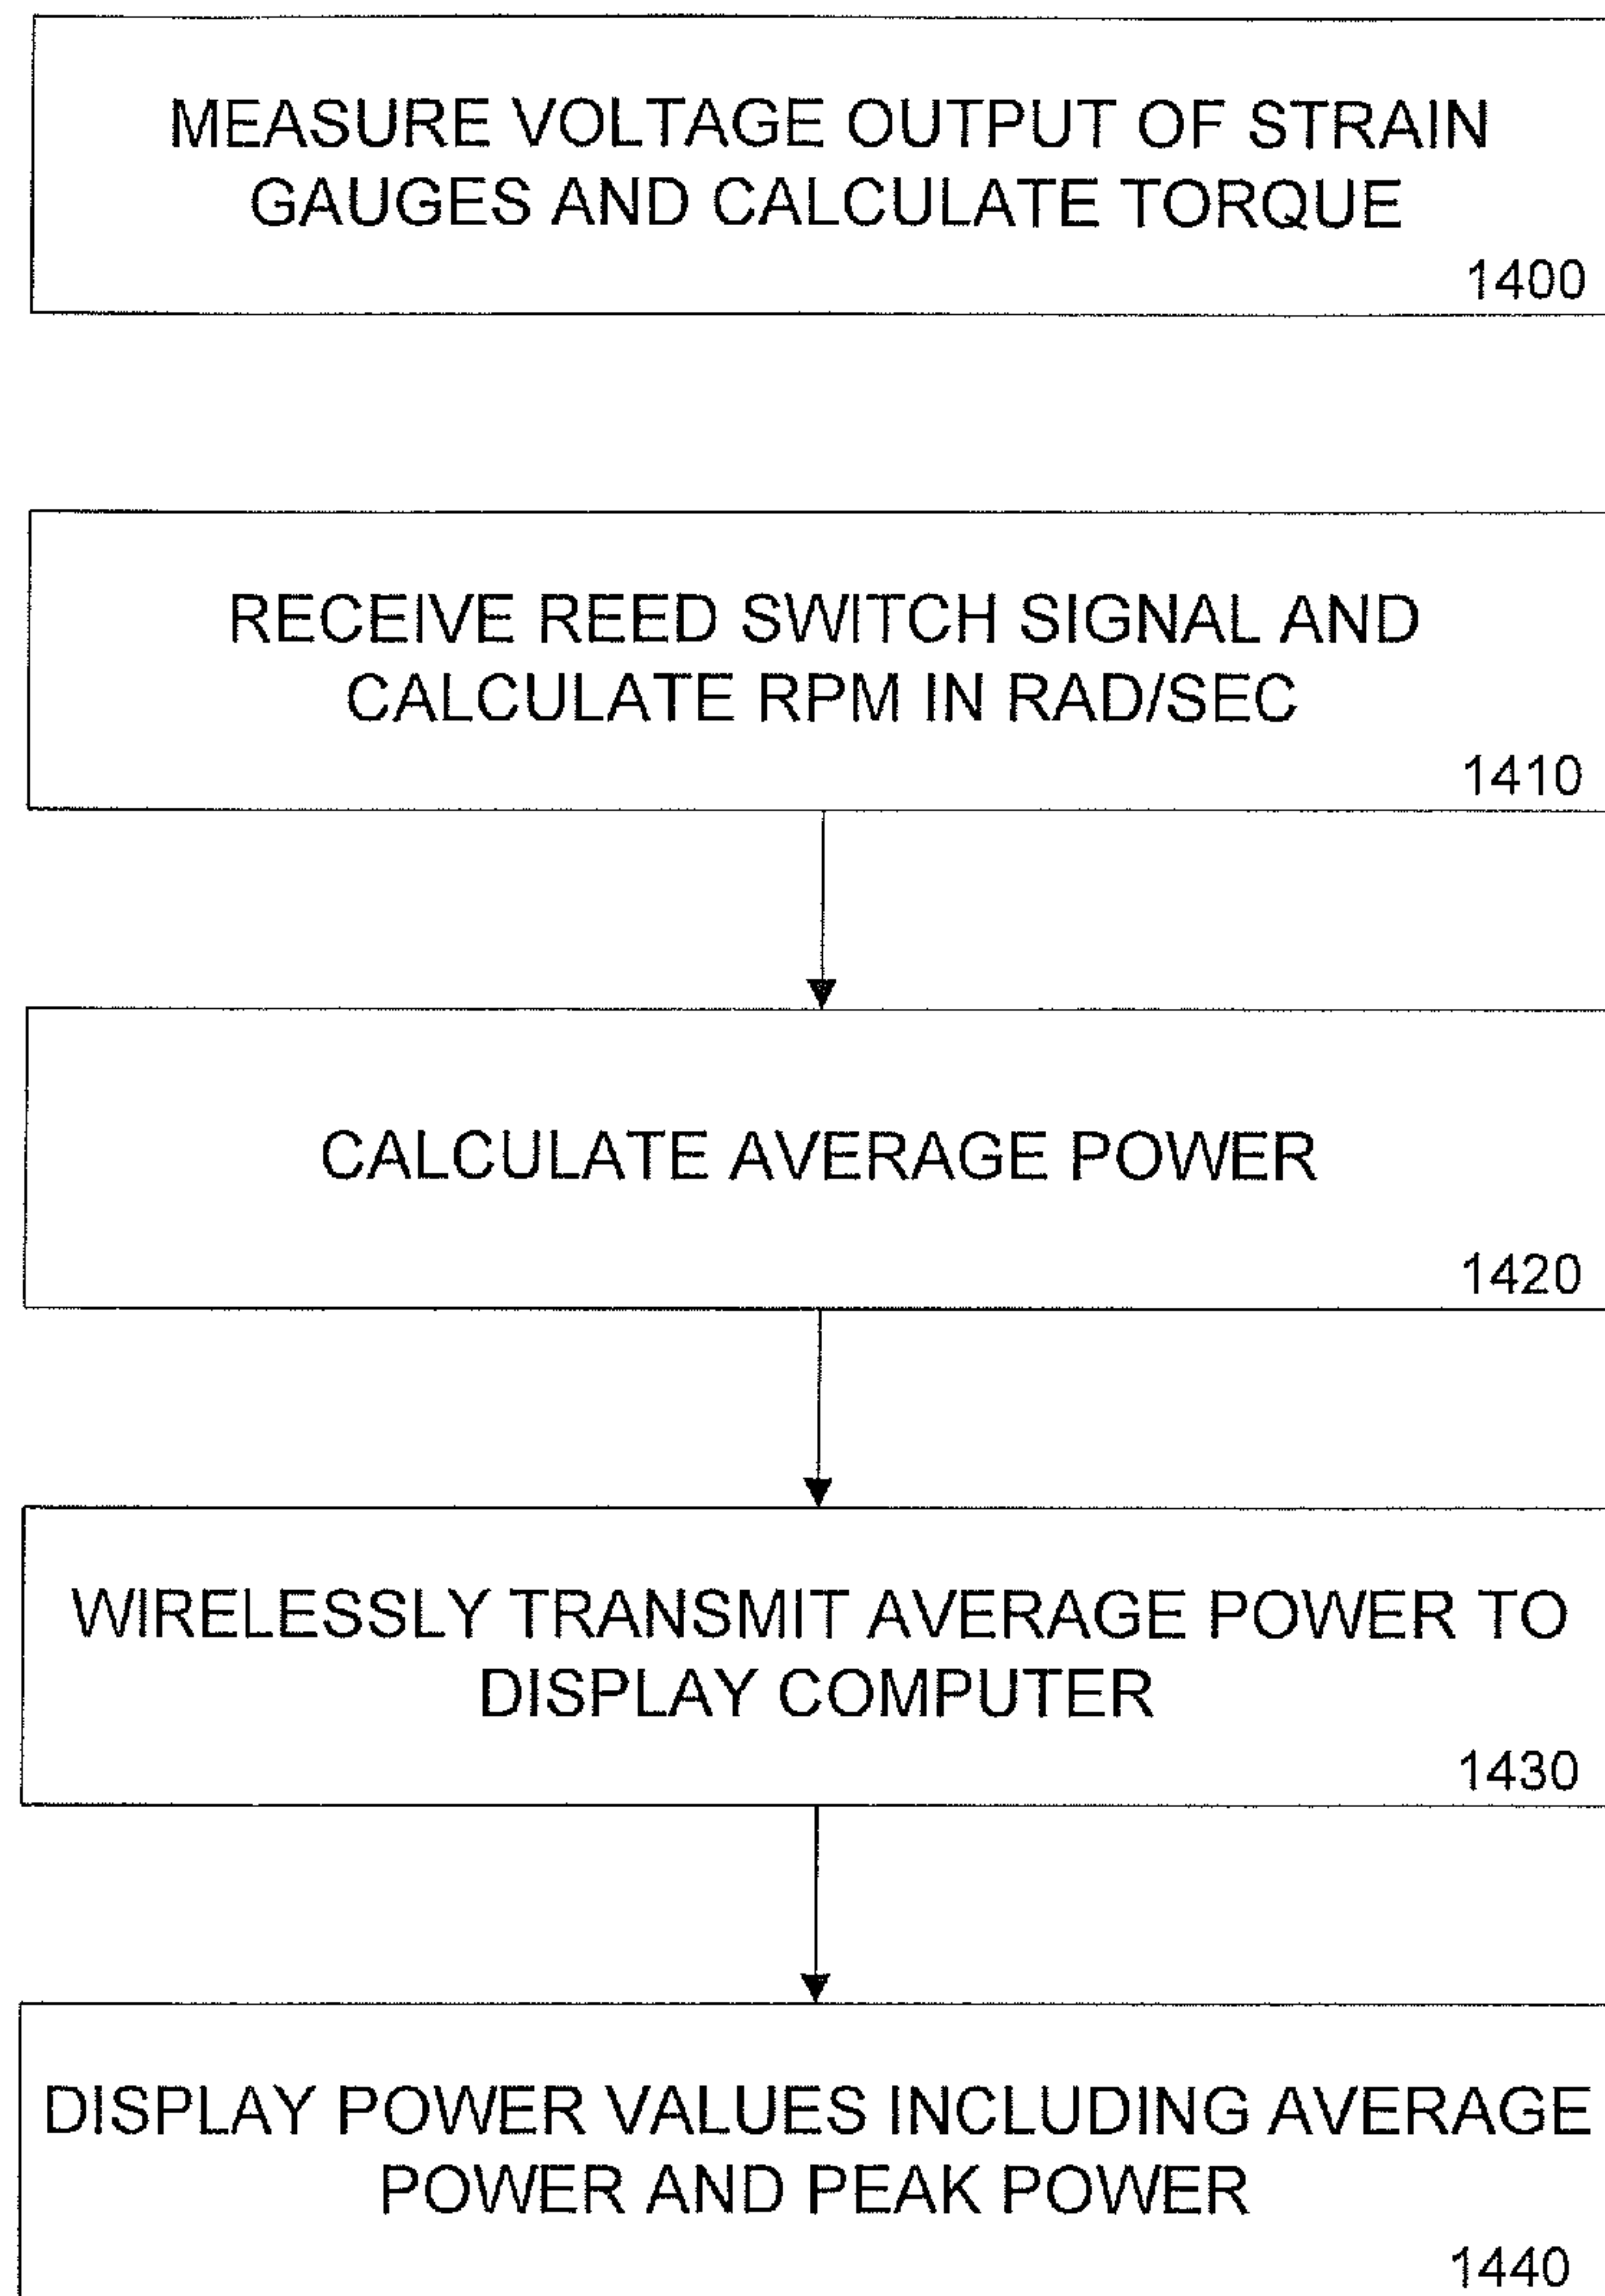 MEASURE VOLTAGE OUTPUT OF STRAIN
GAUGES AND CALCULATE TORQUE
1400
RECEIVE REED SWITCH SIGNAL AND
CALCULATE RPM IN RAD/SEC
1410
CALCULATE AVERAGE POWER
1420
WIRELESSLY TRANSMIT AVERAGE POWER TO
DISPLAY COMPUTER
1430
DISPLAY POWER VALUES INCLUDING AVERAGE
POWER AND PEAK POWER
1440